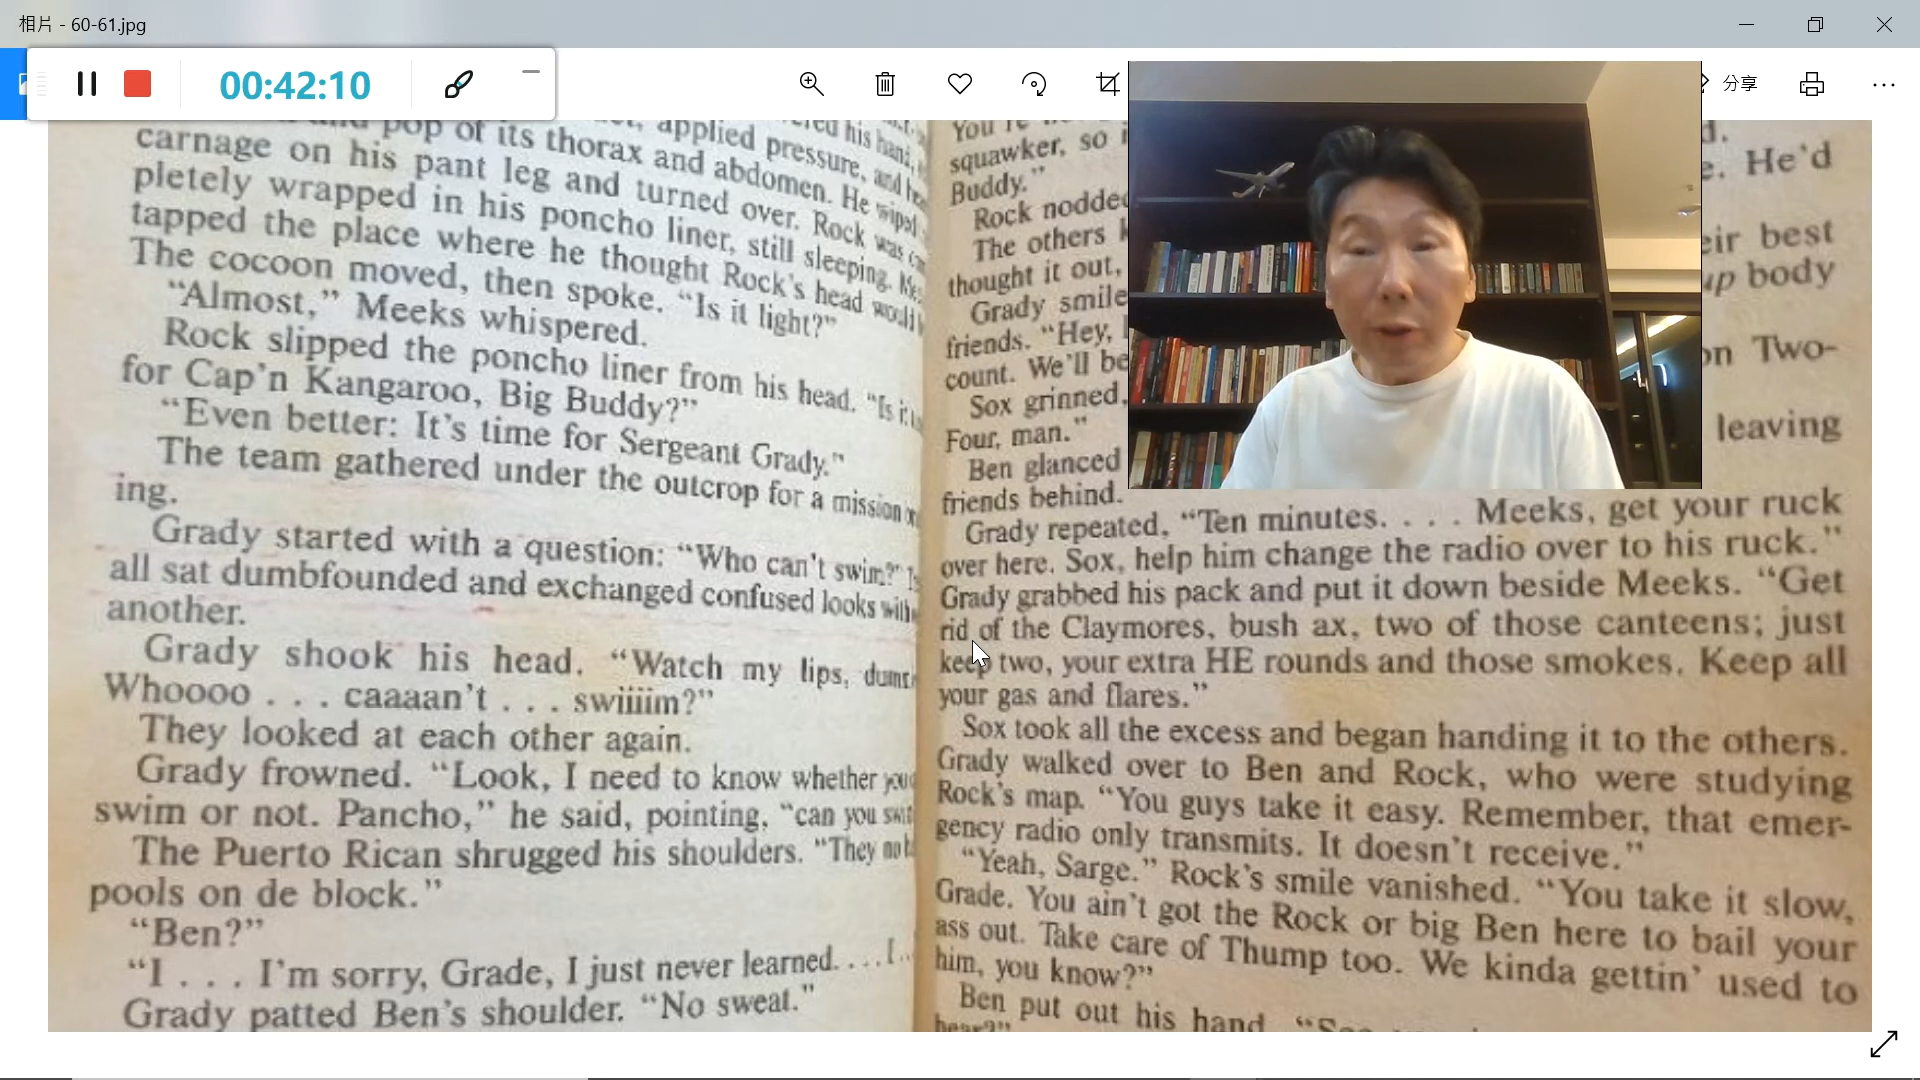 相片 - 60-61.jpg
00:42:10
分享
pop of its thorax and abdomen. He wiped
applied pressure, and
carnage on his pant leg and turned over. Rock was
pletely wrapped in his poncho liner, still sleeping.
tapped the place where he thought Rock's head would
The cocoon moved, then spoke. "Is it light?"
"Almost," Meeks whispered.
Rock slipped the poncho liner from his head. "Is it
for Cap'n Kangaroo, Big Buddy?"
"Even better: It's time for Sergeant Grady."
The team gathered under the outcrop for a mission
ing.
Grady started with a question: "Who can't swim?"
all sat dumbfounded and exchanged confused looks with
another.
Grady shook his head. "Watch my lips,
Whoooo . . . caaaan't . . . swiiiim?"
They looked at each other again.
Grady frowned. "Look, I need to know whether you
swim or not. Pancho," he said, pointing, "can you
The Puerto Rican shrugged his shoulders. "They no
pools on de block."
"Ben?"
"I . . . I'm sorry, Grade, I just never learned. . . .
Grady patted Ben's shoulder. "No sweat."
squawker, so
Buddy."
Rock nodded
The others
thought it out,
Grady smile
friends. "Hey,
count. We'll be
Sox grinned,
Four, man."
Ben glanced
friends behind.
He'd
best
up body
on Two-
leaving
Grady repeated, "Ten minutes. . . . Meeks, get your ruck
over here. Sox, help him change the radio over to his ruck."
Grady grabbed his pack and put it down beside Meeks. "Get
rid of the Claymores, bush ax, two of those canteens; just
keep two, your extra HE rounds and those smokes. Keep all
your gas and flares."
Sox took all the excess and began handing it to the others.
Grady walked over to Ben and Rock, who were studying
Rock's map. "You guys take it easy. Remember, that emer-
gency radio only transmits. It doesn't receive."
"Yeah, Sarge." Rock's smile vanished. "You take it slow,
Grade. You ain't got the Rock or big Ben here to bail your
ass out. Take care of Thump too. We kinda gettin' used to
him, you know?"
Ben put out his hand.